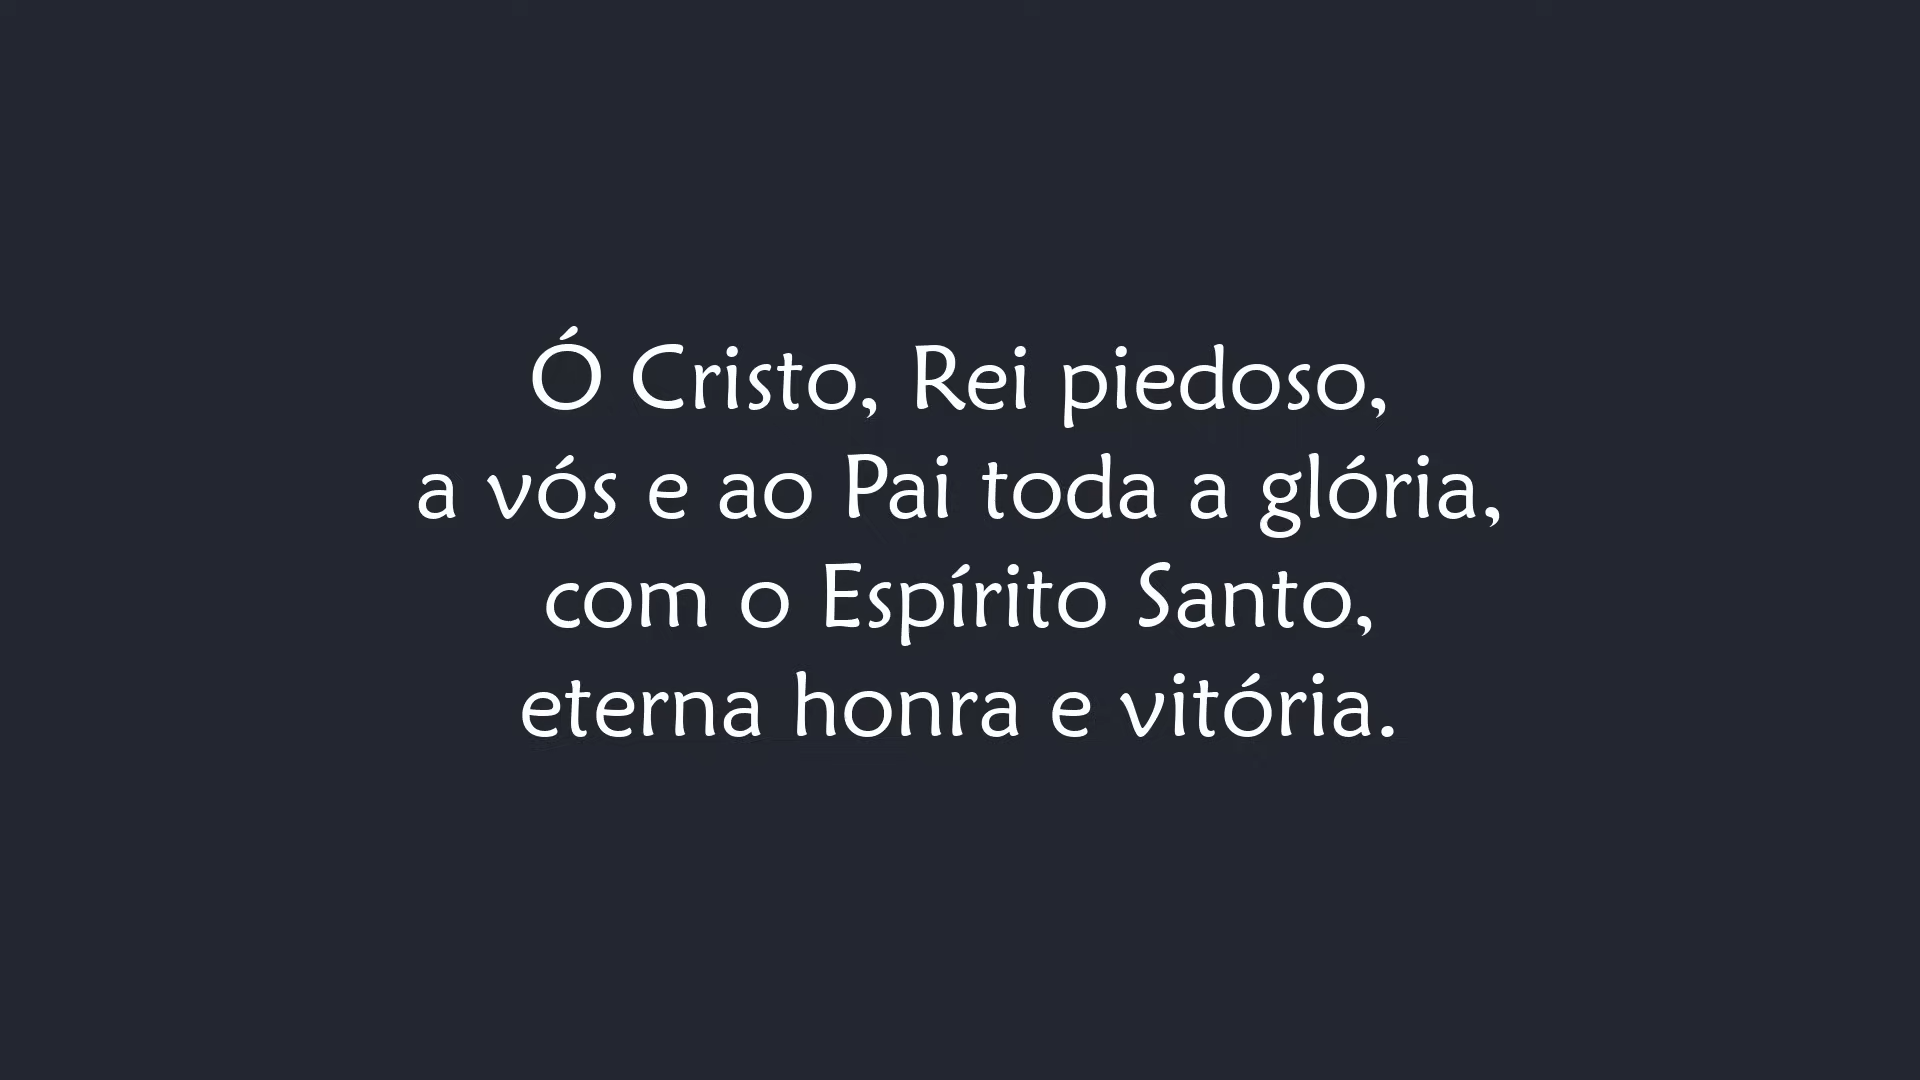 Ó Cristo, Rei piedoso,
a vós e ao Pai toda a glória,
com o Espírito Santo,
eterna honra e vitória.